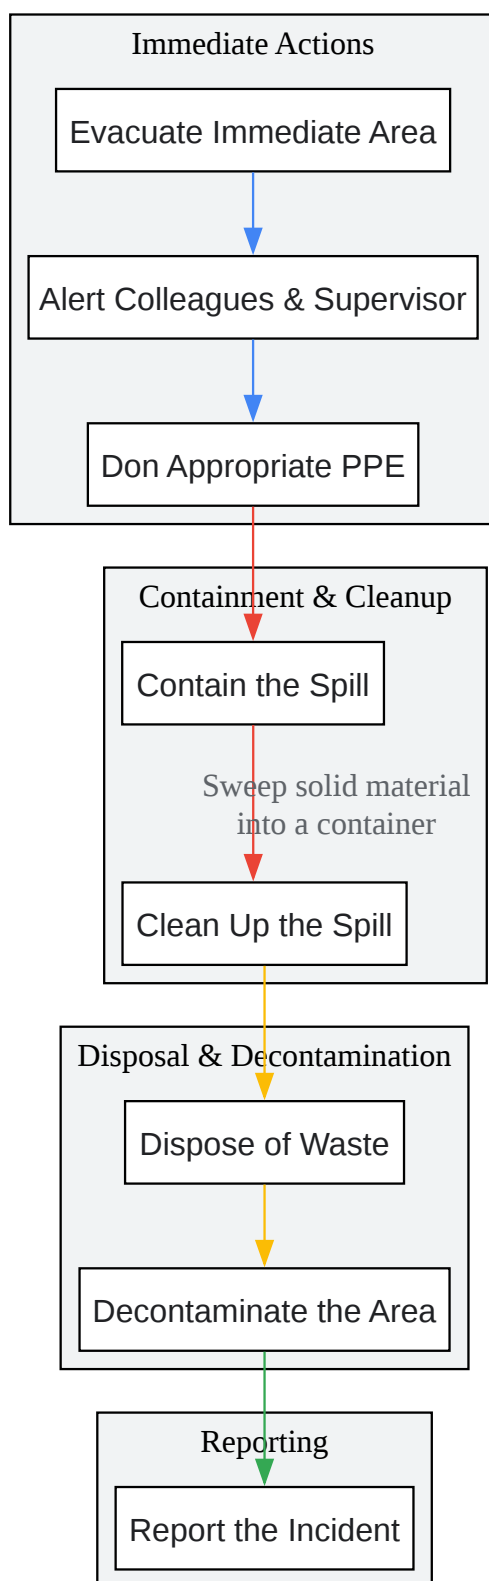 Immediate Actions
Evacuate Immediate Area
Alert Colleagues & Supervisor
Don Appropriate PPE
Containment & Cleanup
Contain the Spill
Sweep solid material
into a container
Clean Up the Spill
Disposal & Decontamination
Dispose of Waste
Decontaminate the Area
Reporting
Report the Incident